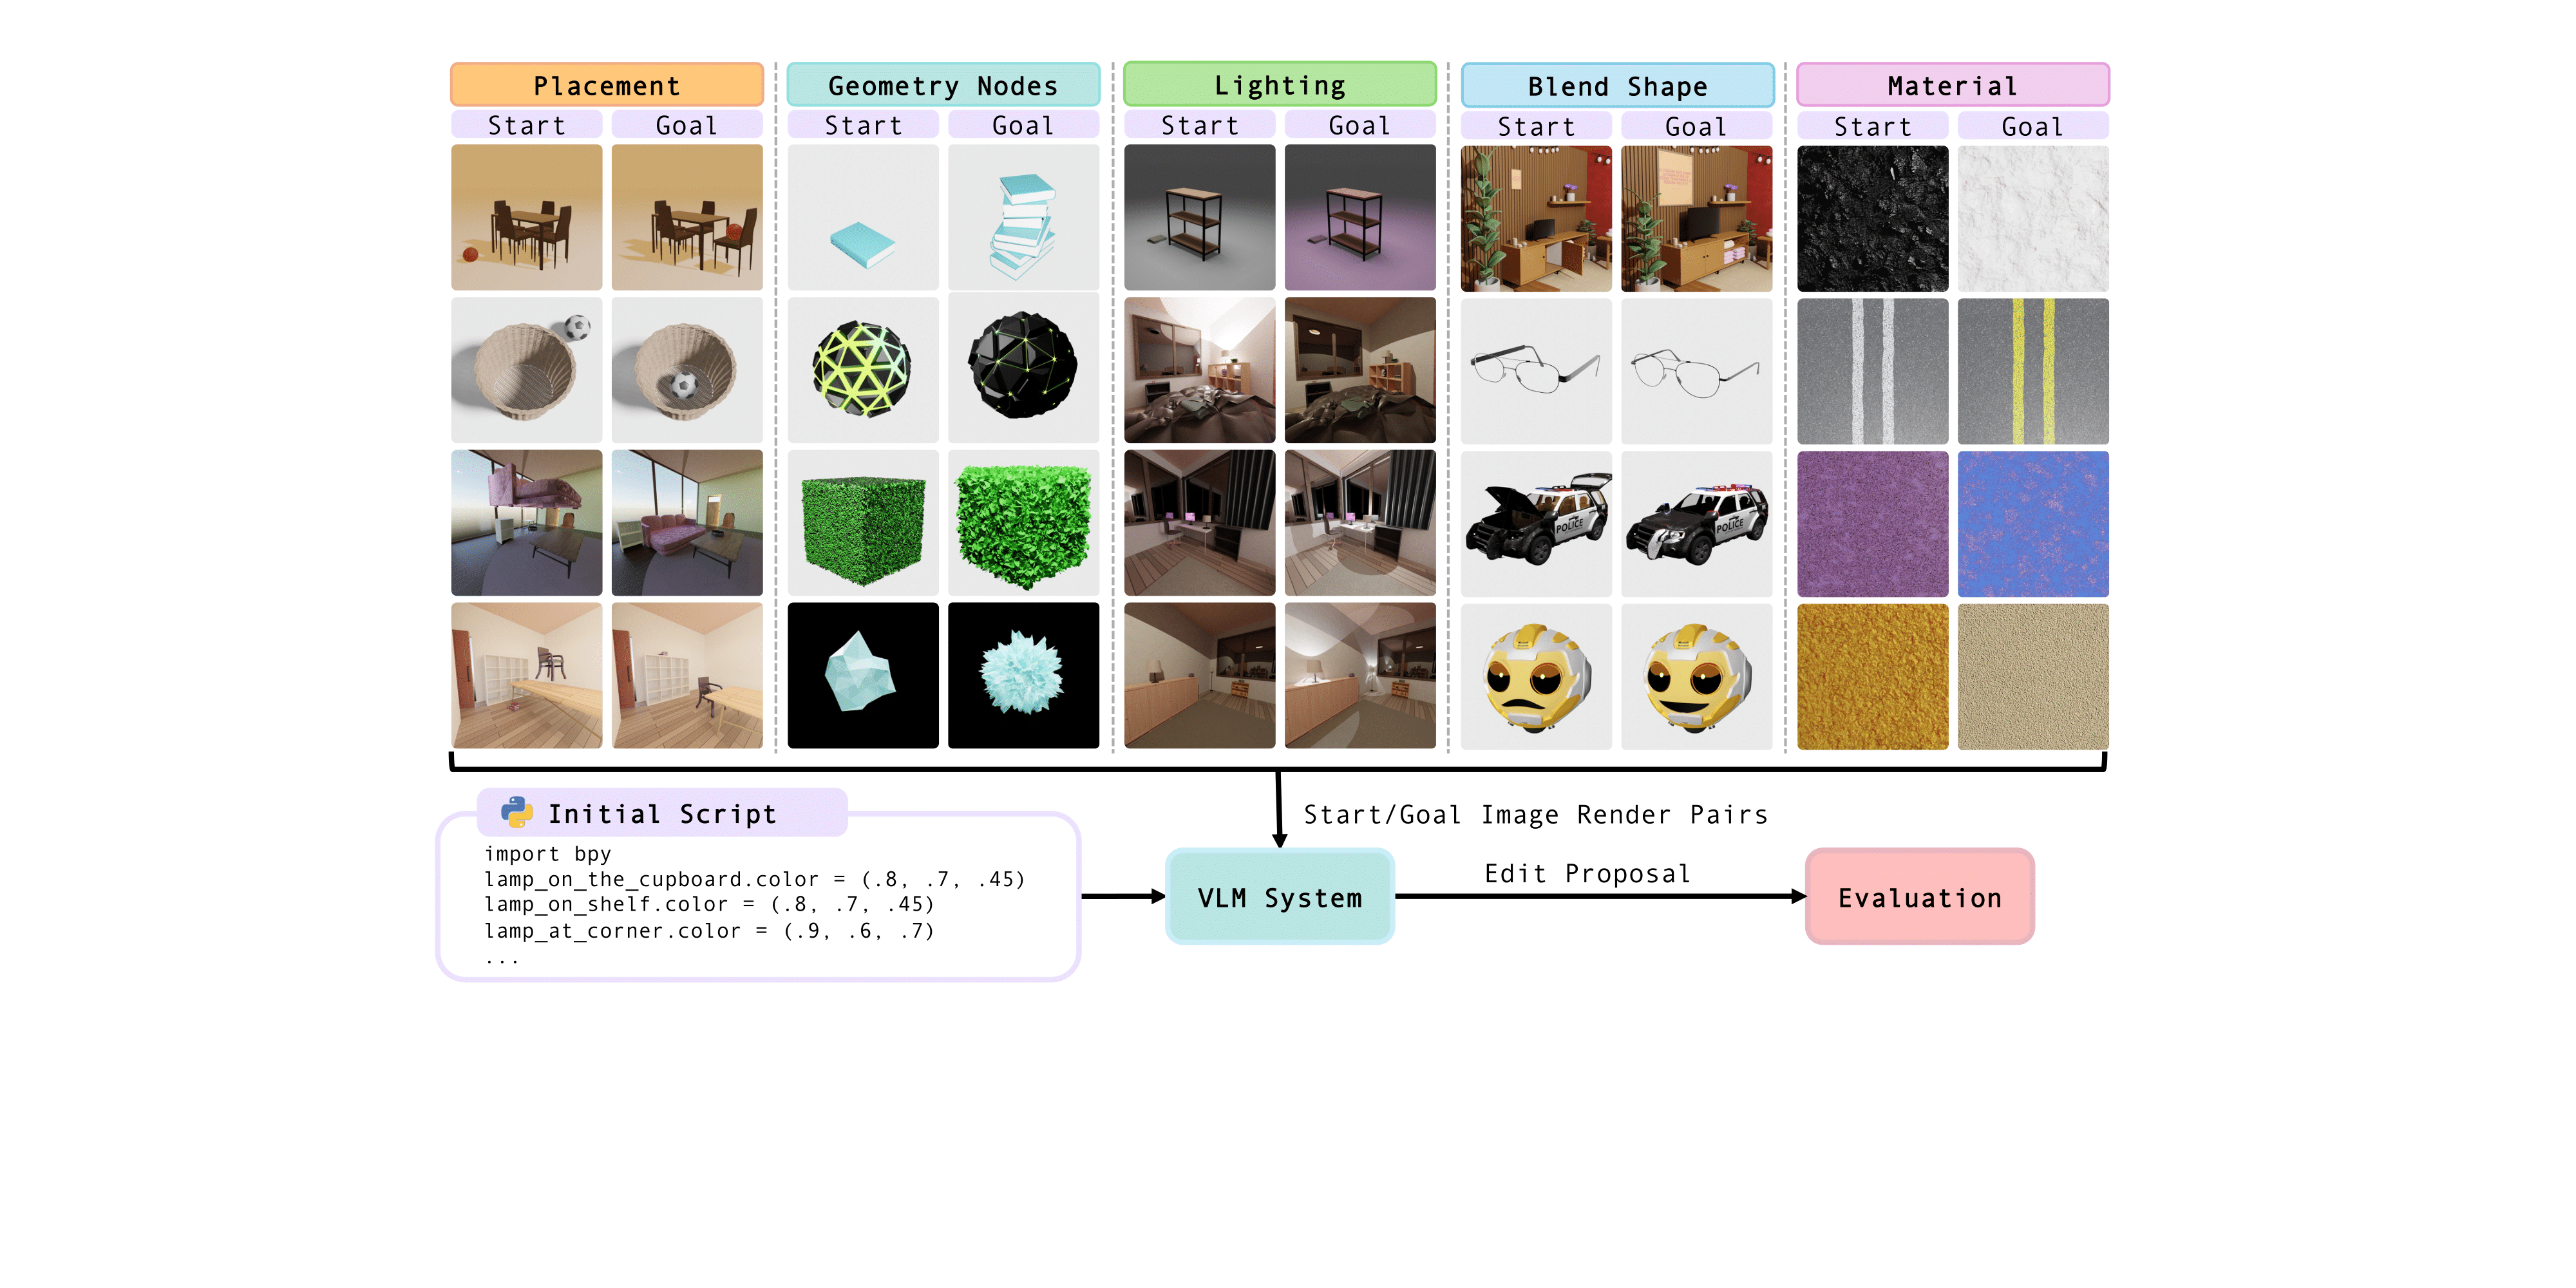 Placement
Geometry Nodes
Lighting
Blend Shape
Material
Start Goal
Start Goal
Start Goal
Start Goal
Start Goal
POLICE
POLICE
Initial Script
import bpy
lamp_on_the_cupboard.color = (.8, .7, .45)
lamp_on_shelf.color = (.8, .7, .45)
lamp_at_corner.color = (.9, .6, .7)
...
Start/Goal Image Render Pairs
VLM System
Edit Proposal
Evaluation